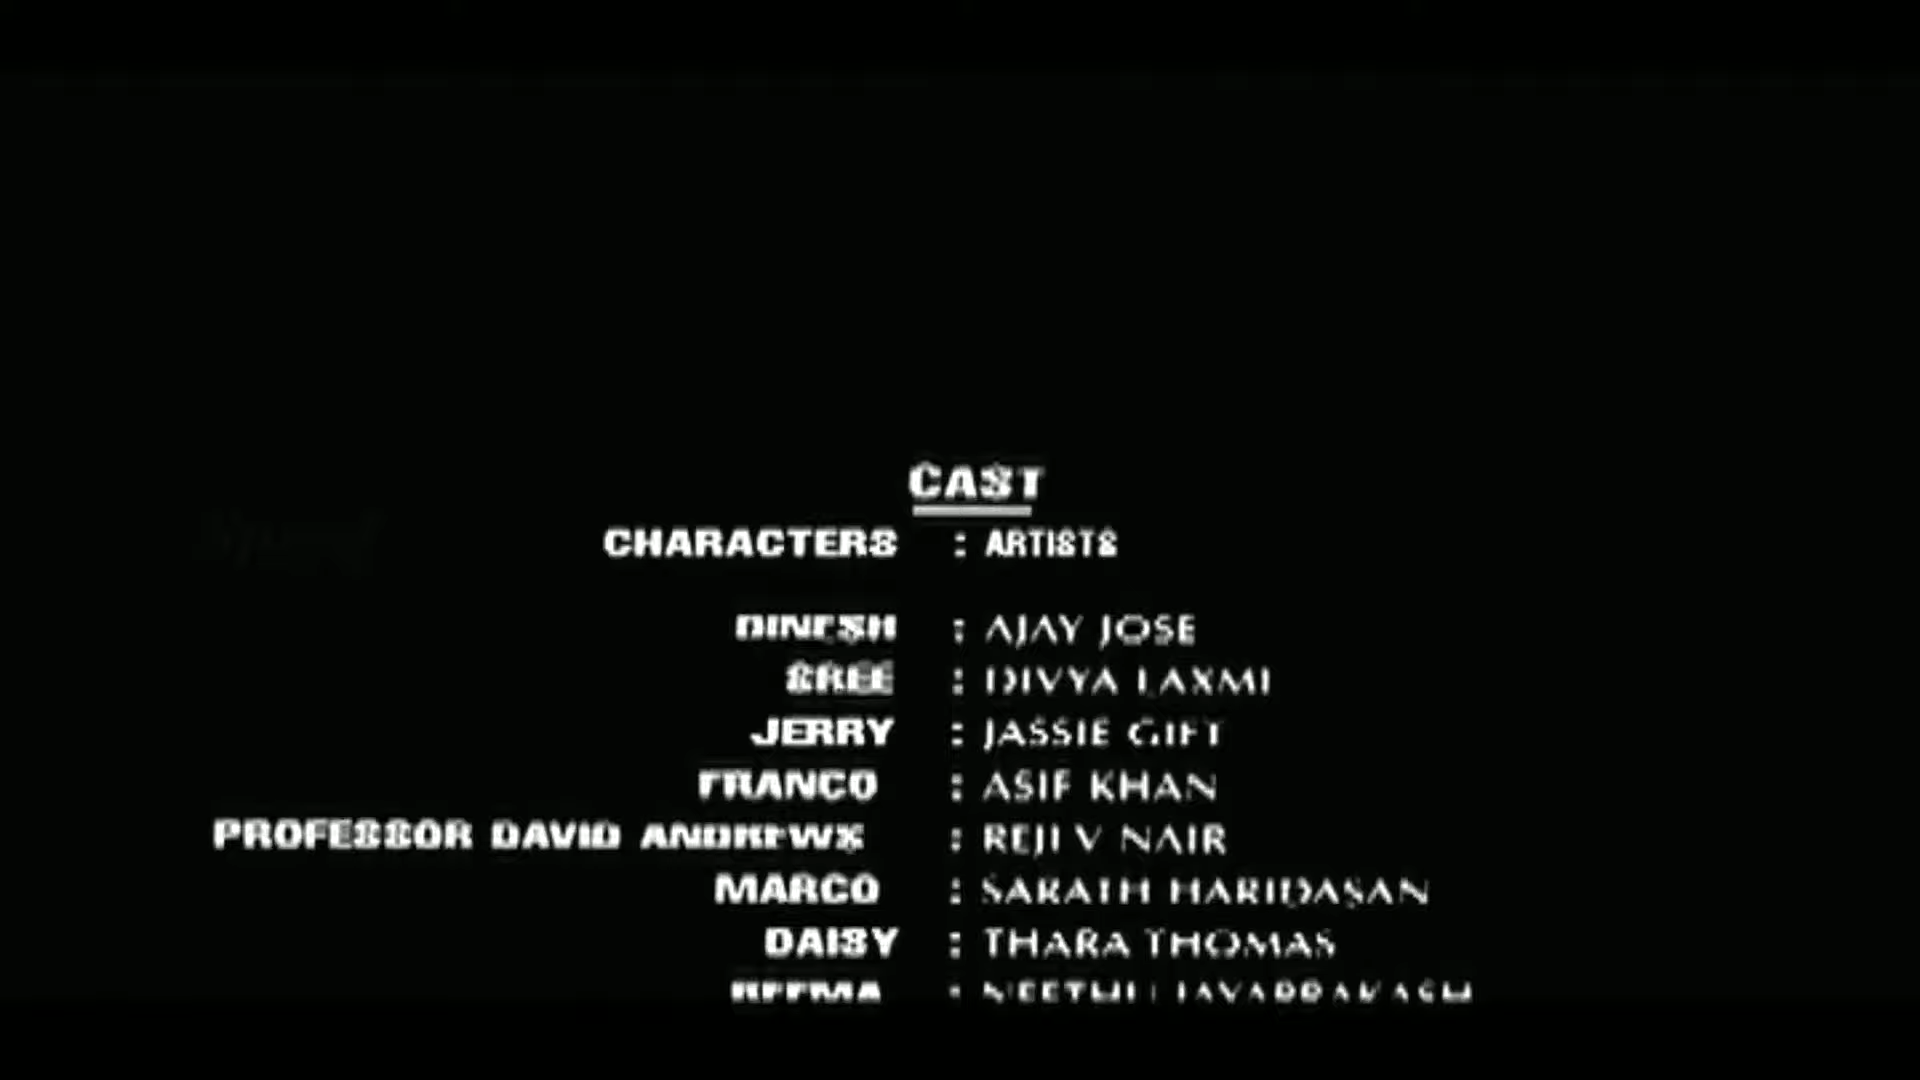 CAST
CHARACTERS : ARTISTS
DINESH : AJAY JOSE
SREE : DIVYA LAXMI
JERRY : JASSIE GIFT
FRANCO : ASIF KHAN
PROFESSOR DAVID ANDREWS : REJI V NAIR
MARCO : SARATH HARIDASAN
DAISY : THARA THOMAS
: JAYAPRAKASH